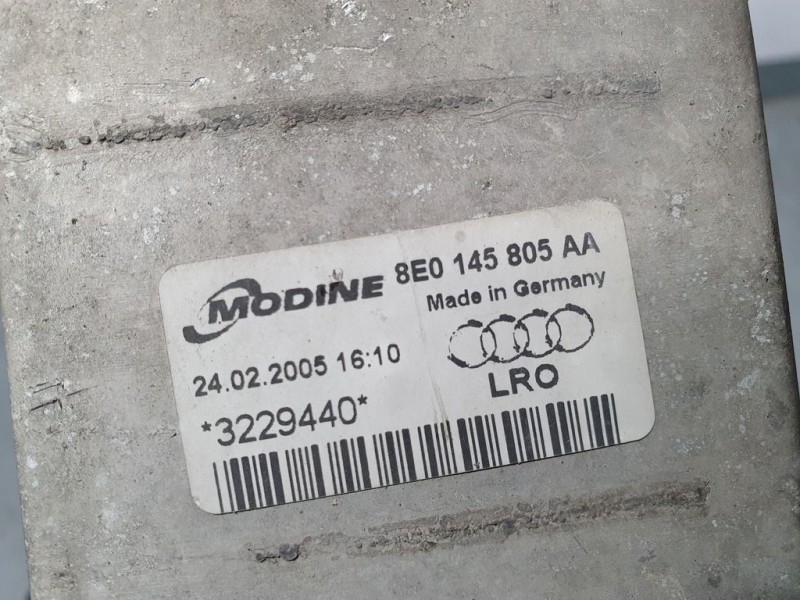 MODINE 8E0 145 805 AA
Made in Germany
24.02.2005 16:10
LRO
*3229440*